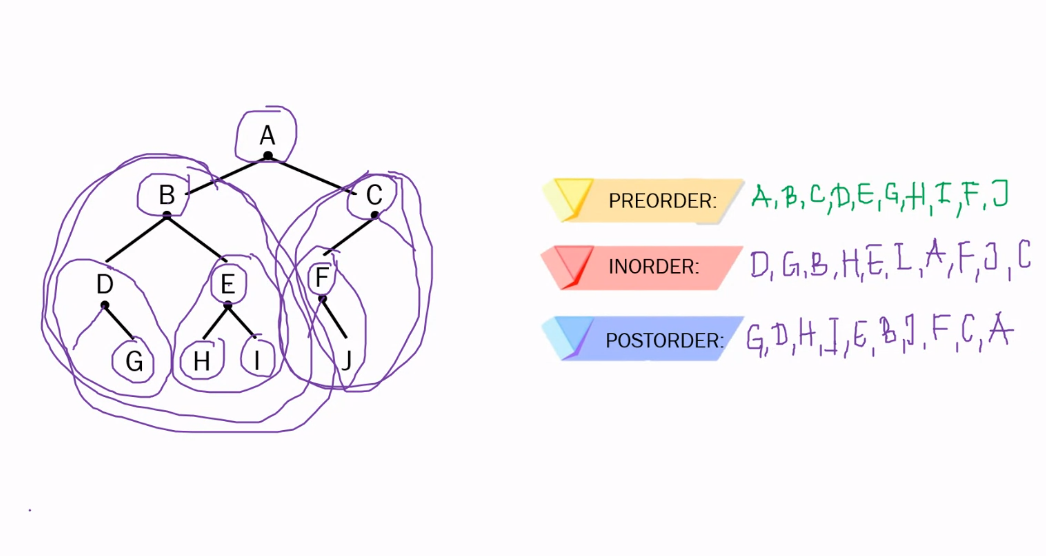 A
B C
D E F
G H I J
PREORDER: A, B, C, D, E, G, H, I, F, J
INORDER: D, G, B, H, E, I, A, F, J, C
POSTORDER: G, D, H, I, E, B, J, F, C, A